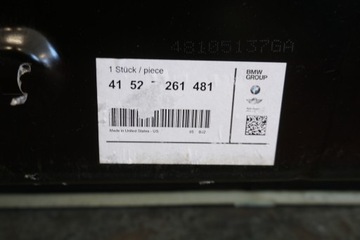 48105137GA
1 Stück / piece
BMW
GROUP
41 52 261 481
Made in United States - US